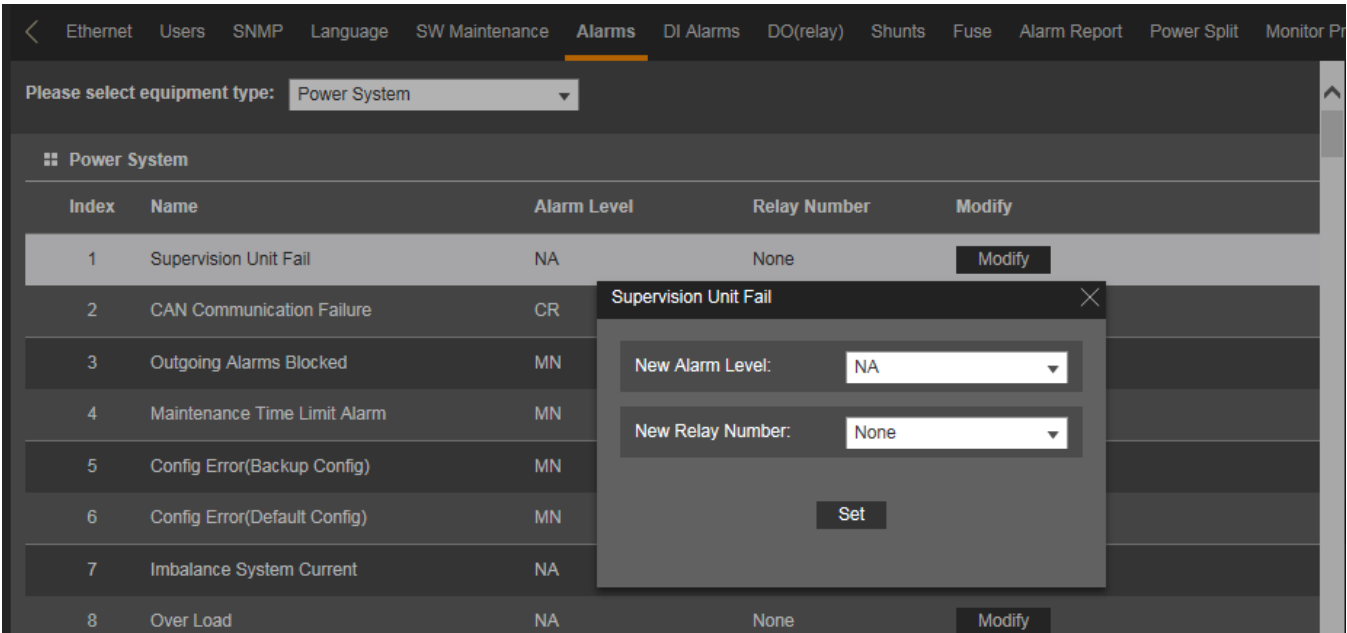 Ethernet Users SNMP Language SW Maintenance Alarms DI Alarms DO(relay) Shunts Fuse Alarm Report Power Split Monitor Pr
Please select equipment type: Power System
Power System
Index Name Alarm Level Relay Number Modify
1 Supervision Unit Fail NA None Modify
2 CAN Communication Failure CR
3 Outgoing Alarms Blocked MN
4 Maintenance Time Limit Alarm MN
5 Config Error(Backup Config) MN
6 Config Error(Default Config) MN
7 Imbalance System Current NA
8 Over Load NA None Modify
Supervision Unit Fail
New Alarm Level: NA
New Relay Number: None
Set